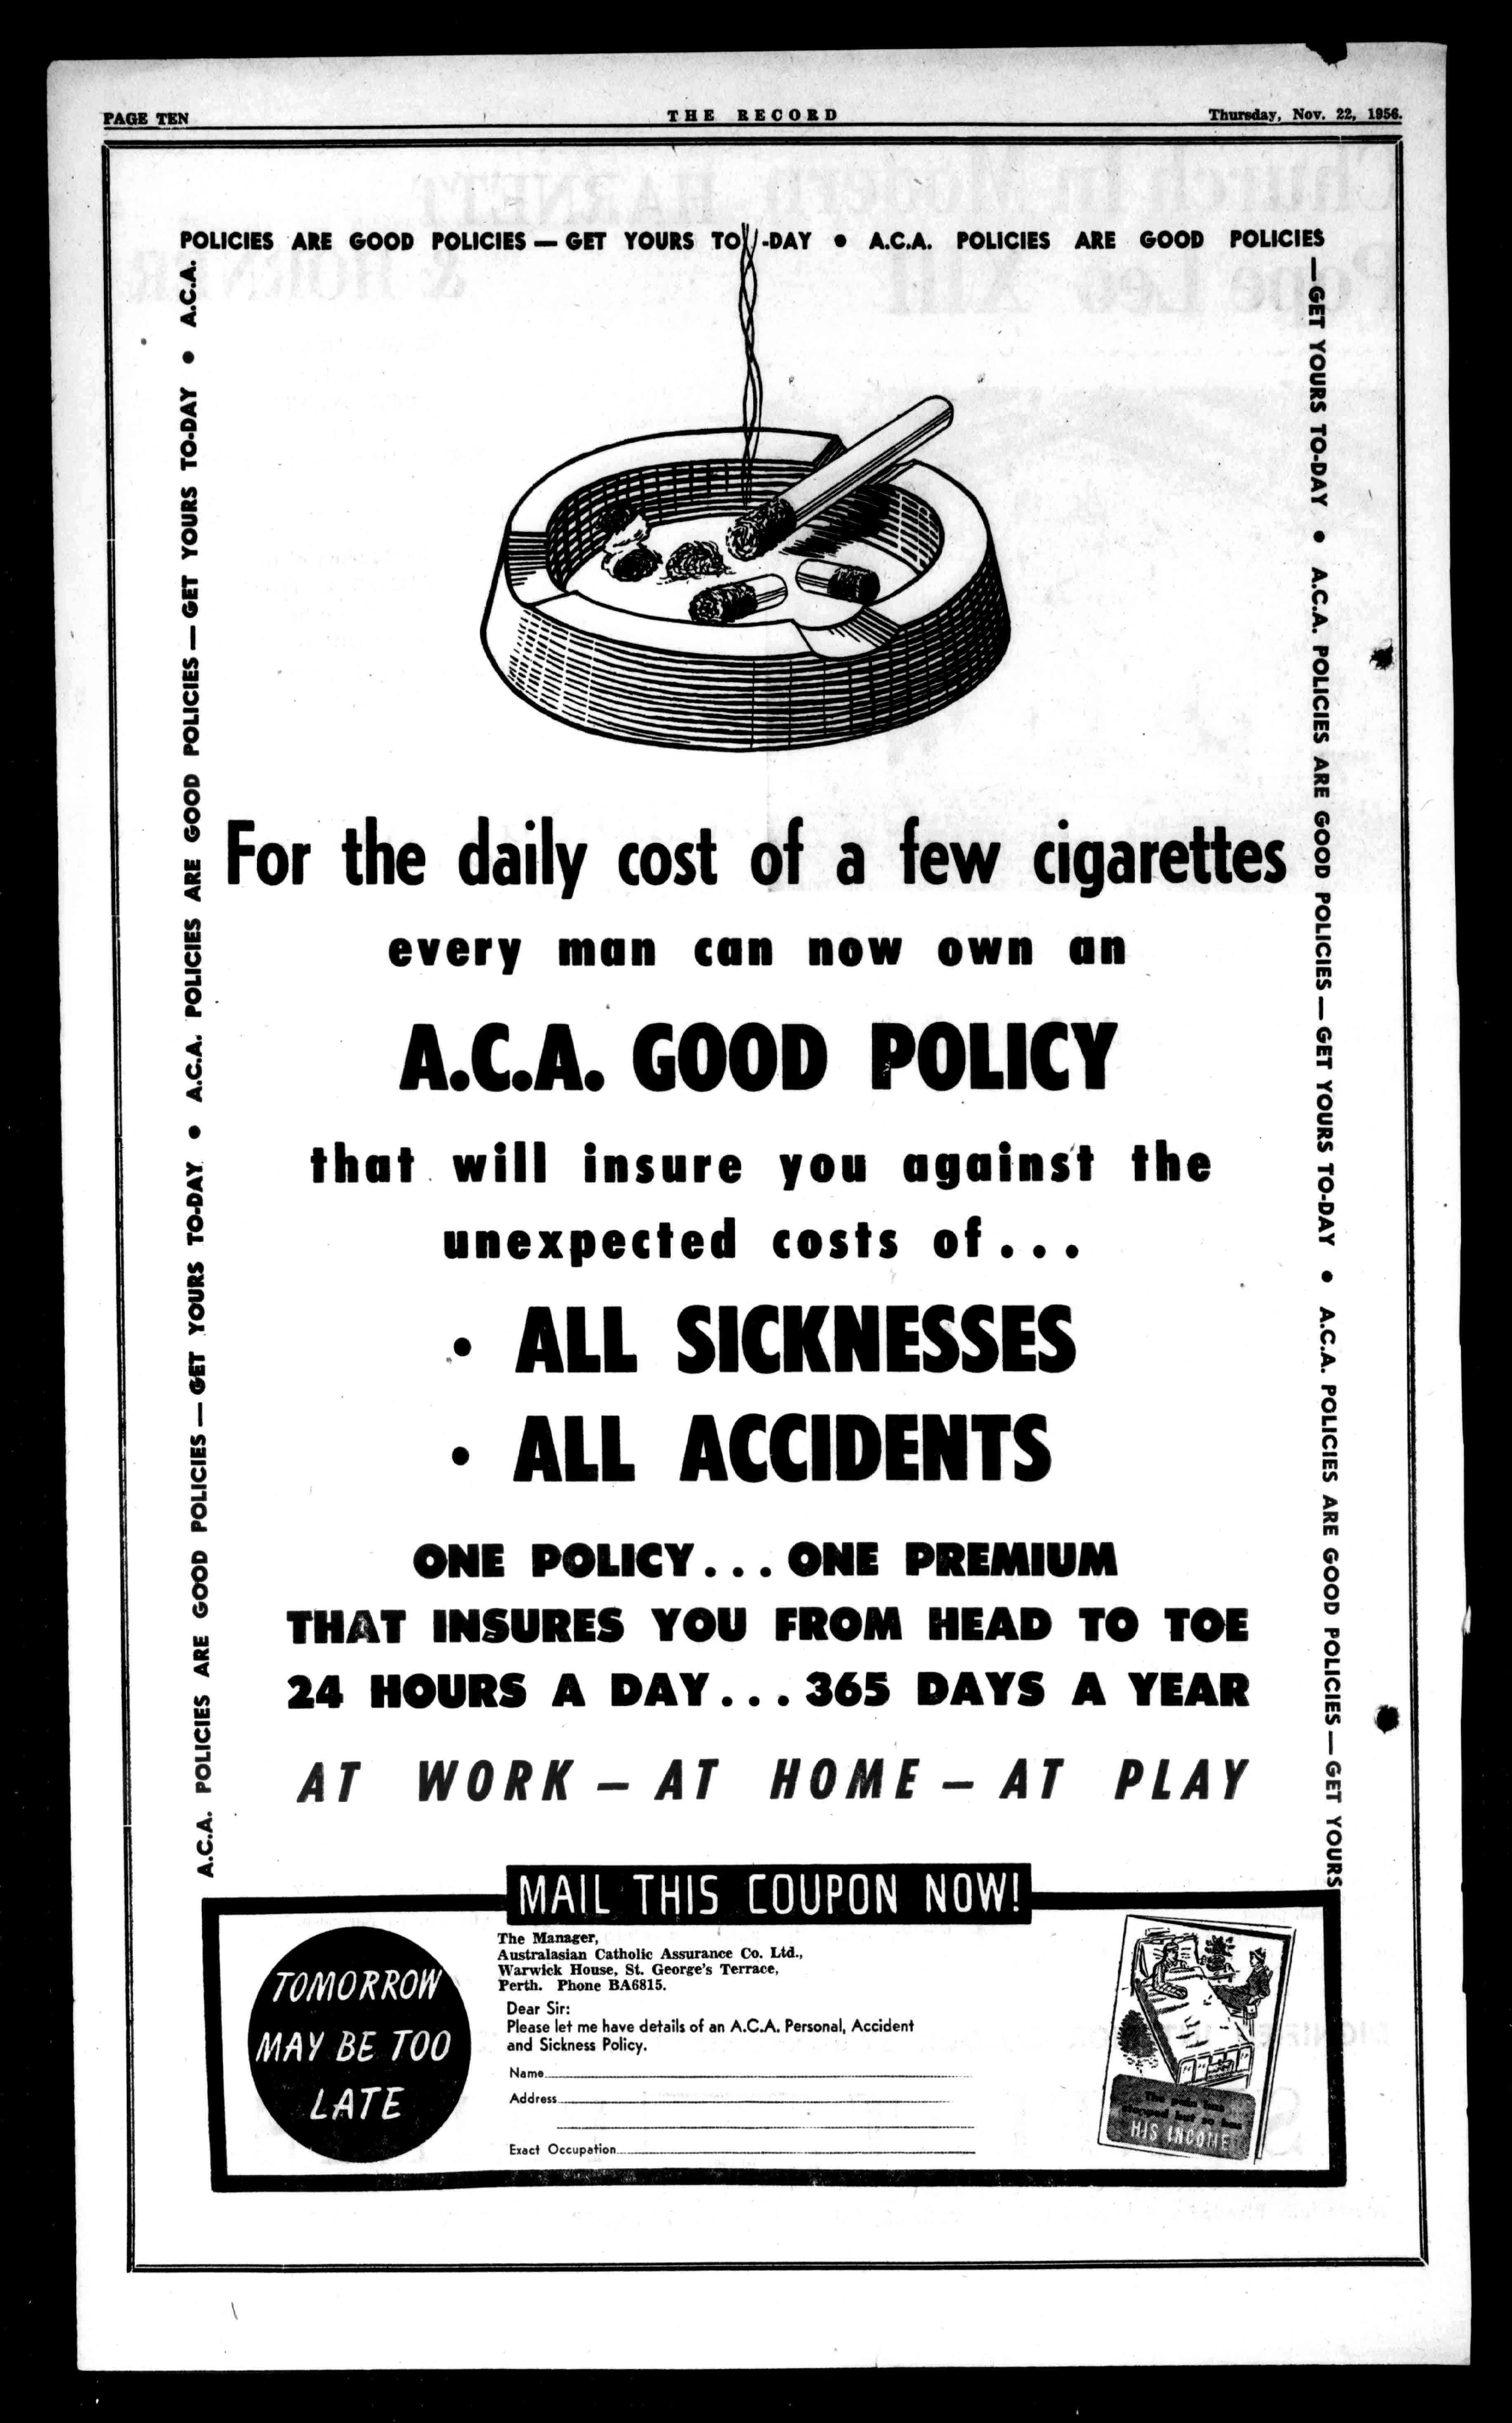 PAGE TEN
THE RECORD
Thursday, Nov. 22, 1956.
POLICIES ARE GOOD POLICIES — GET YOURS TO-DAY • A.C.A. POLICIES ARE GOOD POLICIES
—GET YOURS TO-DAY • A.C.A. POLICIES ARE GOOD POLICIES — GET YOURS TO-DAY • A.C.A. POLICIES ARE GOOD POLICIES — GET YOURS
A.C.A. POLICIES ARE GOOD POLICIES — GET YOURS TO-DAY • A.C.A. POLICIES ARE GOOD POLICIES — GET YOURS TO-DAY • A.C.A.
For the daily cost of a few cigarettes
every man can now own an
A.C.A. GOOD POLICY
that will insure you against the
unexpected costs of...
• ALL SICKNESSES
• ALL ACCIDENTS
ONE POLICY... ONE PREMIUM
THAT INSURES YOU FROM HEAD TO TOE
24 HOURS A DAY... 365 DAYS A YEAR
AT WORK — AT HOME — AT PLAY
MAIL THIS COUPON NOW!
TOMORROW
MAY BE TOO
LATE
The Manager,
Australasian Catholic Assurance Co. Ltd.,
Warwick House, St. George's Terrace,
Perth. Phone BA6815.
Dear Sir:
Please let me have details of an A.C.A. Personal, Accident
and Sickness Policy.
Name
Address
Exact Occupation
The pain has
stopped but so has
HIS INCOME